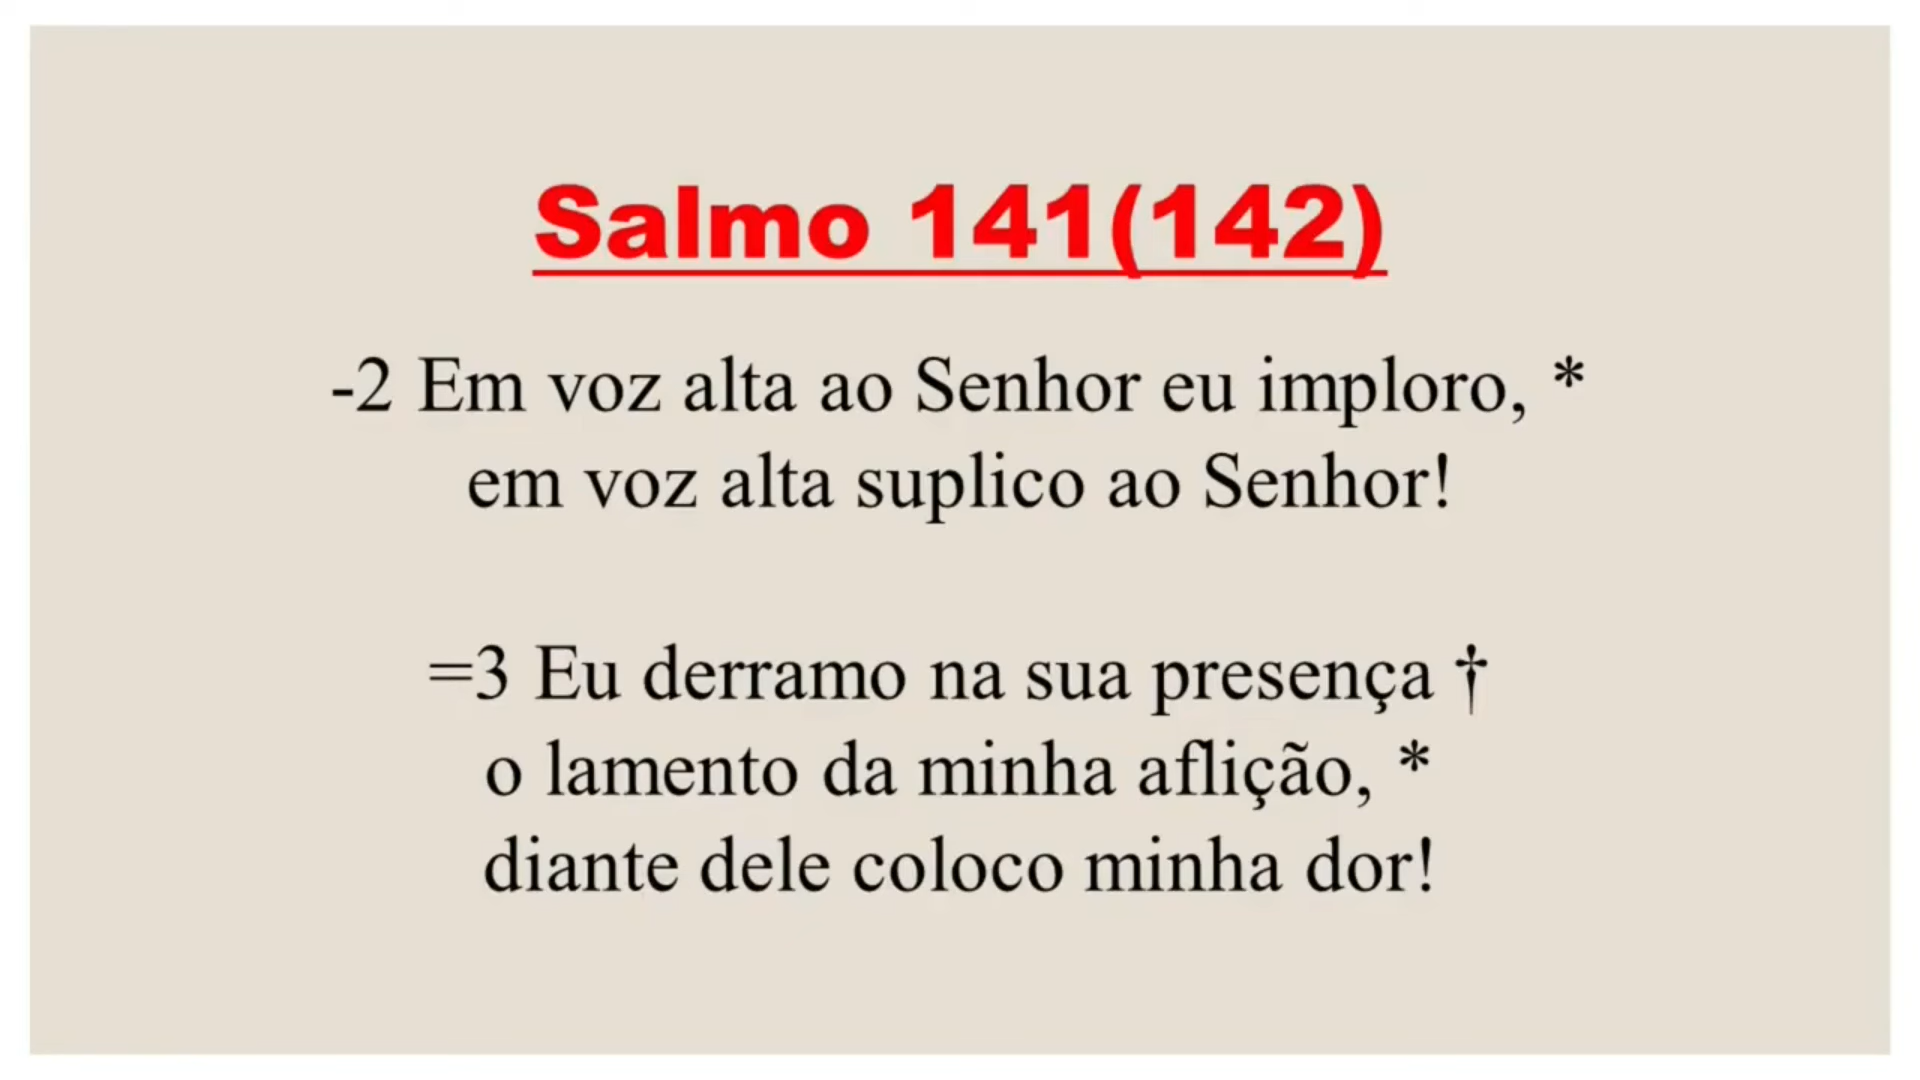 Salmo 141(142)
-2 Em voz alta ao Senhor eu imploro, *
em voz alta suplico ao Senhor!
=3 Eu derramo na sua presença †
o lamento da minha aflição, *
diante dele coloco minha dor!